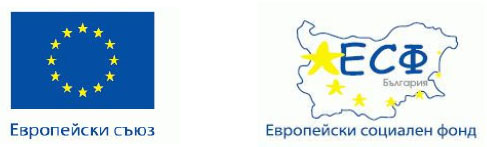 ЕСФ
България
Европейски съюз
Европейски социален фонд